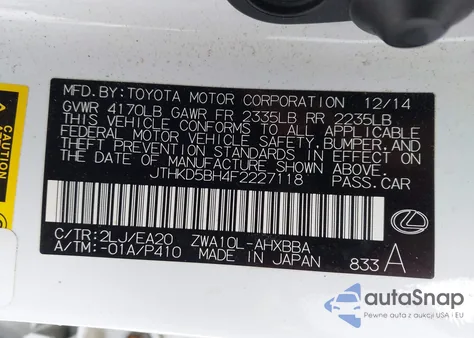 MFD. BY: TOYOTA MOTOR CORPORATION 12/14
GVWR 4170LB GAWR FR 2335LB RR 2235LB
THIS VEHICLE CONFORMS TO ALL APPLICABLE
FEDERAL MOTOR VEHICLE SAFETY, BUMPER, AND
THEFT PREVENTION STANDARDS IN EFFECT ON
THE DATE OF MANUFACTURE SHOWN ABOVE.
JTHKD5BH4F2227118 PASS.CAR
C/TR: 2LJ/EA20 ZWA10L-AHXBBA
A/TM: -01A/P410 MADE IN JAPAN 833 A
CAUTION
autoSnap
Pewne auta z aukcji USA i EU